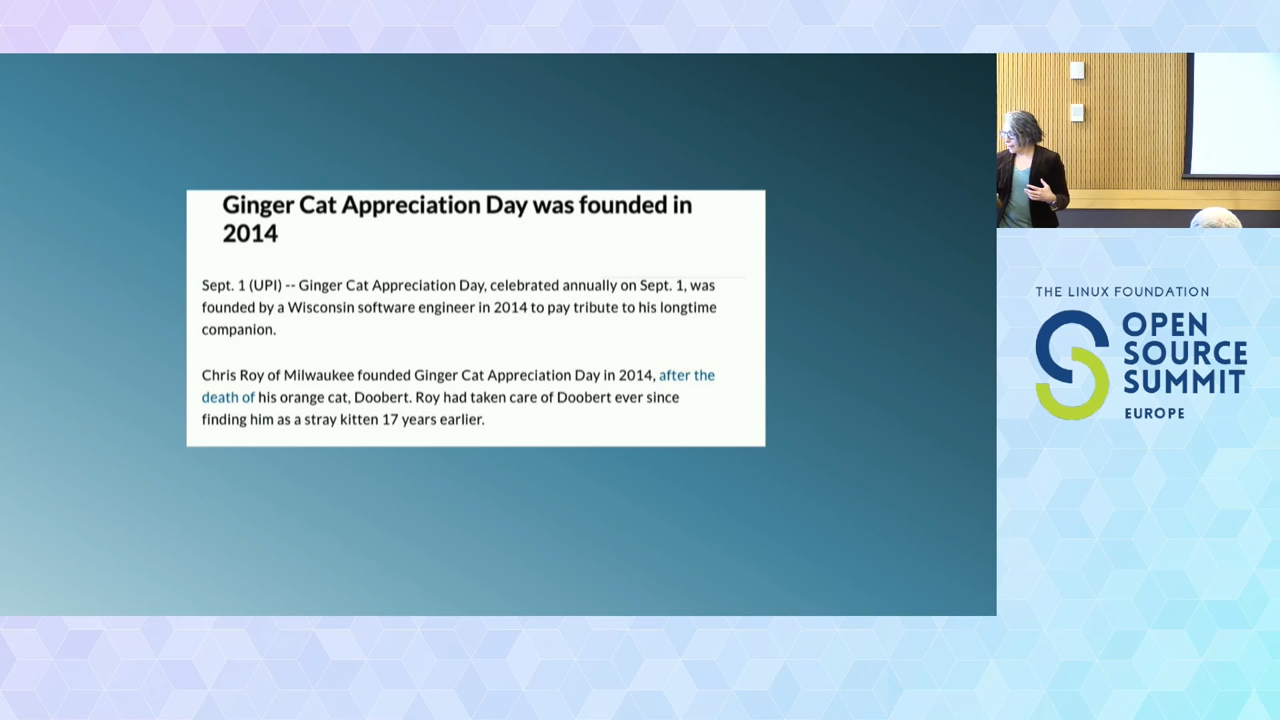 Ginger Cat Appreciation Day was founded in
2014
Sept. 1 (UPI) -- Ginger Cat Appreciation Day, celebrated annually on Sept. 1, was
founded by a Wisconsin software engineer in 2014 to pay tribute to his longtime
companion.
Chris Roy of Milwaukee founded Ginger Cat Appreciation Day in 2014, after the
death of his orange cat, Doobert. Roy had taken care of Doobert ever since
finding him as a stray kitten 17 years earlier.
THE LINUX FOUNDATION
OPEN
SOURCE
SUMMIT
EUROPE